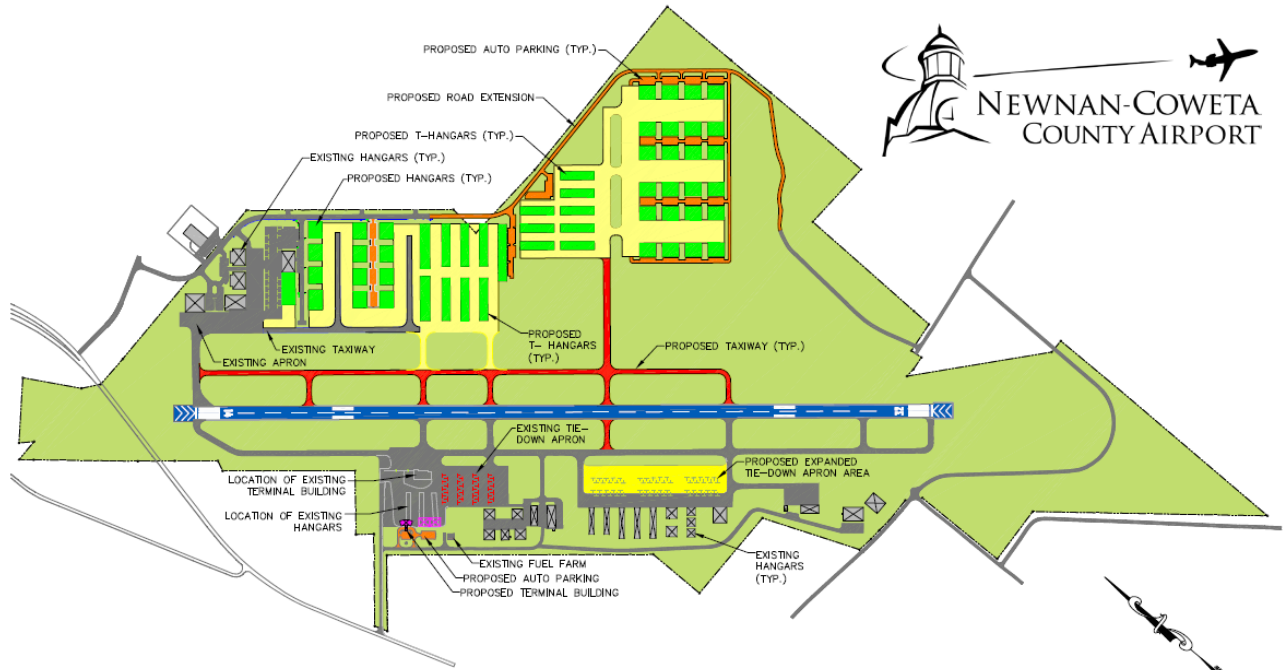 PROPOSED AUTO PARKING (TYP.)
NEWNAN-COWETA
COUNTY AIRPORT
PROPOSED ROAD EXTENSION
PROPOSED T-HANGARS (TYP.)
EXISTING HANGARS (TYP.)
PROPOSED HANGARS (TYP.)
PROPOSED
T- HANGARS
(TYP.)
EXISTING TAXIWAY
EXISTING APRON
PROPOSED TAXIWAY (TYP.)
14
32
EXISTING TIE-
DOWN APRON
PROPOSED EXPANDED
TIE-DOWN APRON AREA
LOCATION OF EXISTING
TERMINAL BUILDING
LOCATION OF EXISTING
HANGARS
EXISTING
HANGARS
(TYP.)
EXISTING FUEL FARM
PROPOSED AUTO PARKING
PROPOSED TERMINAL BUILDING